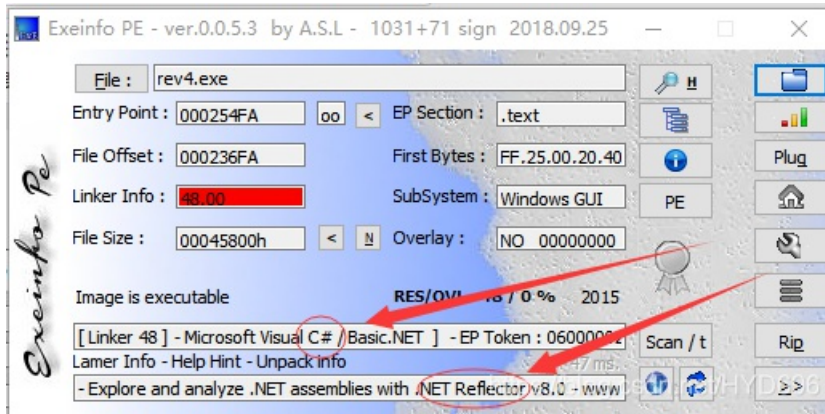 Exeinfo PE - ver.0.0.5.3 by A.S.L - 1031+71 sign 2018.09.25
Exeinfo Pe
File : rev4.exe H
Entry Point : 000254FA oo < EP Section : .text
File Offset : 000236FA First Bytes : FF.25.00.20.40 Plug
Linker Info : 48.00 SubSystem : Windows GUI PE
File Size : 00045800h < N Overlay : NO 00000000
Image is executable RES/OVL 18 / 0 % 2015
[ Linker 48 ] - Microsoft Visual C# / Basic.NET ] - EP Token : 06000002 Scan / t Rip
Lamer Info - Help Hint - Unpack info 47 ms.
- Explore and analyze .NET assemblies with .NET Reflector v8.0 - www >>